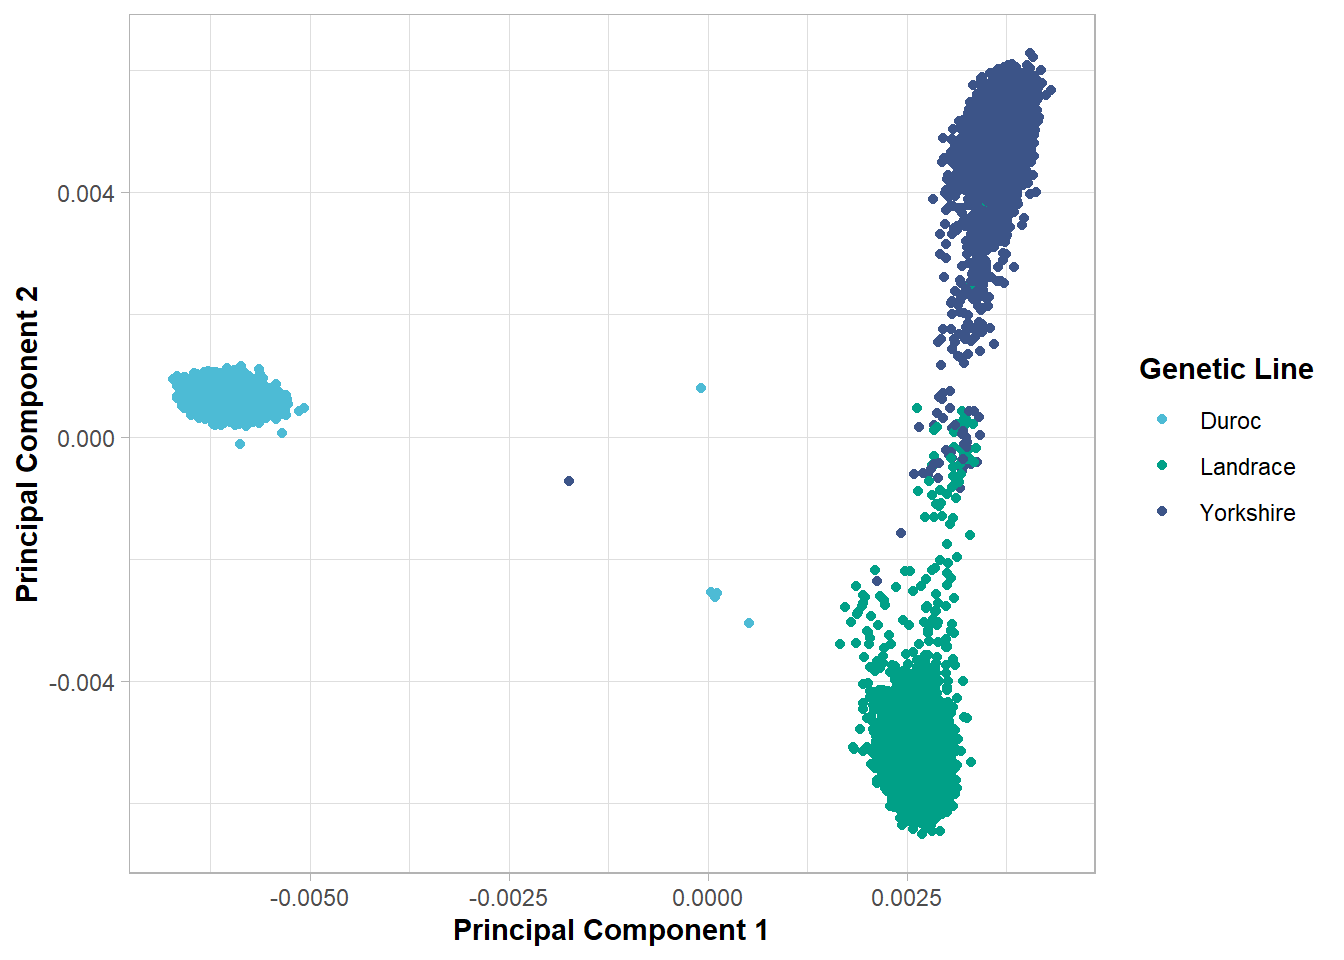 Principal Component 2
0.004
0.000
-0.004
-0.0050
-0.0025
0.0000
0.0025
Principal Component 1
Genetic Line
Duroc
Landrace
Yorkshire